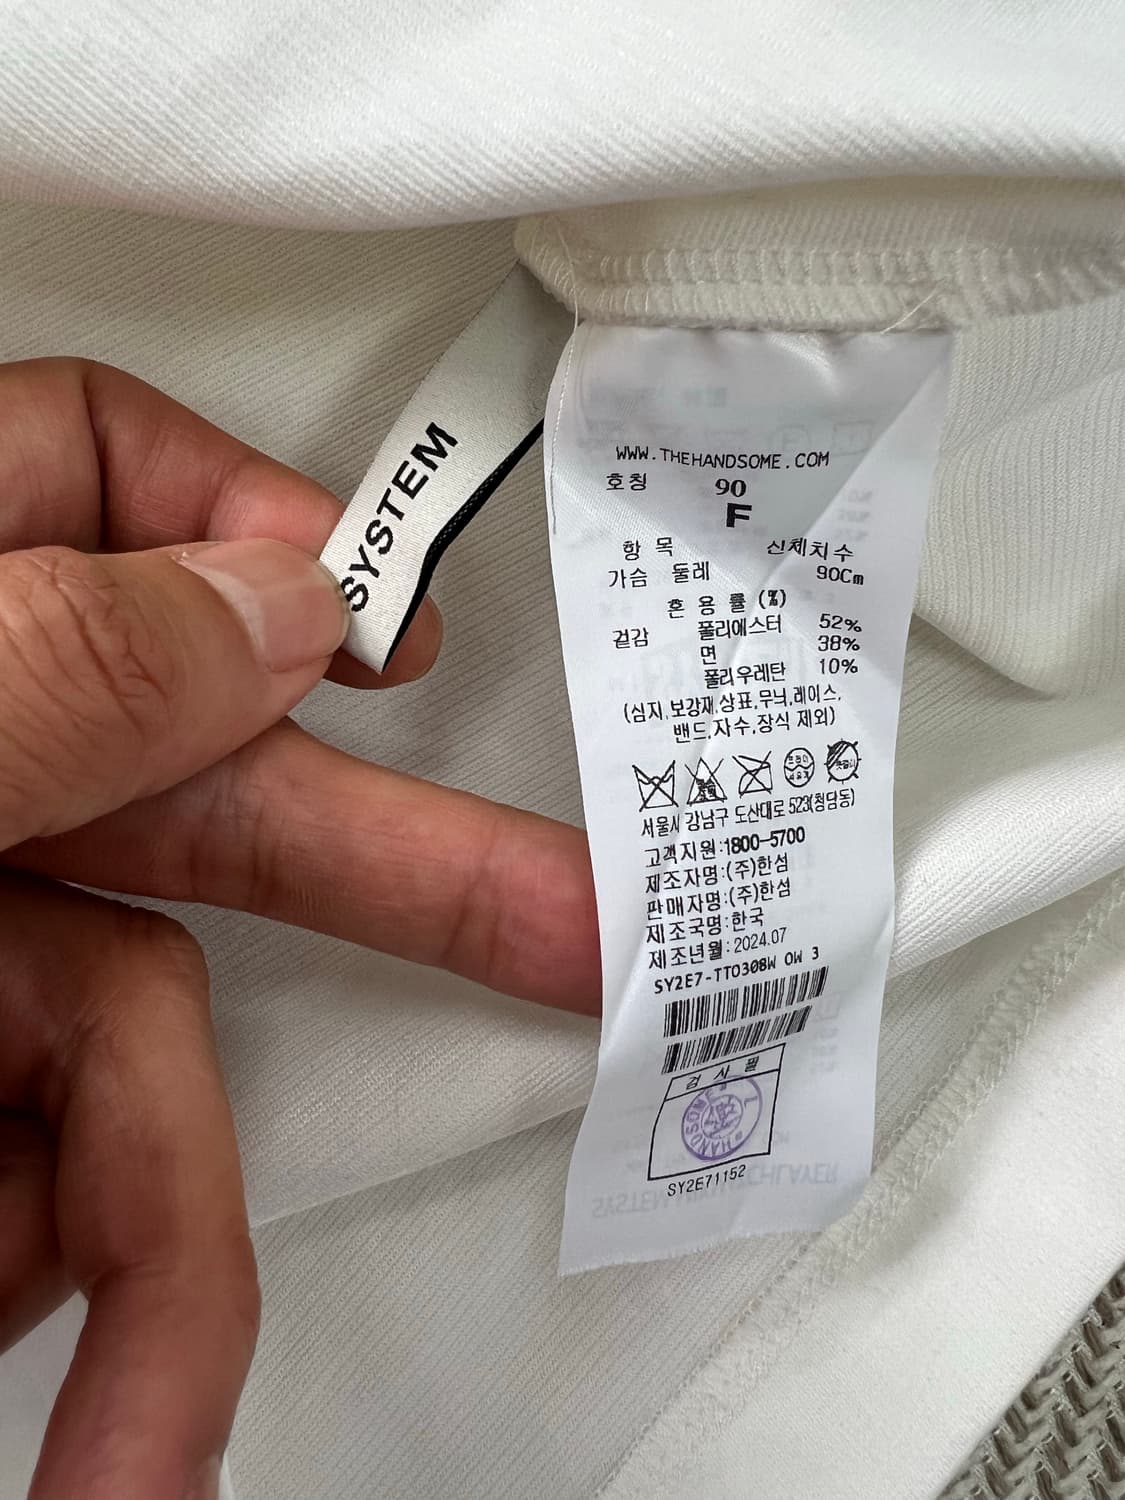 SYSTEM
WWW.THEHANDSOME.COM
호칭 90
F
항 목 신체치수
가슴 둘레 90Cm
혼 용 률 (%)
겉감 폴리에스터 52%
면 38%
폴리우레탄 10%
(심지,보강재,상표,무늬,레이스,
밴드,자수,장식 제외)
서울시 강남구 도산대로 523(청담동)
고객지원:1800-5700
제조자명:(주)한섬
판매자명:(주)한섬
제조국명:한국
제조년월:2024.07
SY2E7-TTO308W OW 3
검 사 필
HANDSOME
SY2E71152